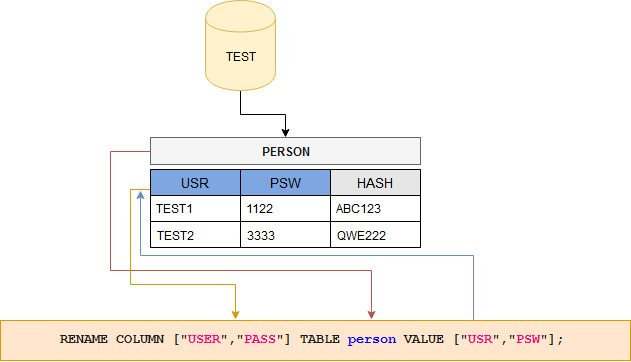 TEST
PERSON
USR PSW HASH
TEST1 1122 ABC123
TEST2 3333 QWE222
RENAME COLUMN ["USER","PASS"] TABLE person VALUE ["USR","PSW"];